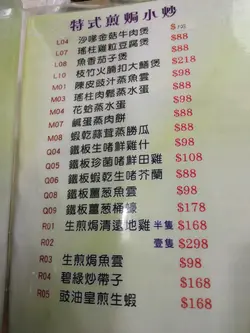 特式煎焗小炒
L04 沙嗲金菇牛肉煲 $
L07 瑤柱蘿粒豆腐煲 $88
L08 魚香茄子煲 $88
L10 枝竹火腩扣大鱔煲 $218
M01 陳皮豉汁蒸魚雲 $98
M03 瑤柱肉鬆蒸水蛋 $88
M04 花蛤蒸水蛋 $88
M07 鹹蛋蒸肉餅 $88
M08 蝦乾蒜茸蒸勝瓜 $88
Q04 鐵板生啫鮮雞什 $98
Q05 鐵板珍菌啫鮮田雞 $108
Q06 鐵板蝦乾生啫芥蘭 $88
Q08 鐵板薑葱魚雲 $98
Q09 鐵板薑葱桶蠔 $178
R01 生煎焗清遠地雞 半隻 $168
R02 壹隻 $298
R03 生煎焗魚雲 $98
R04 碧綠炒帶子 $168
R05 豉油皇煎生蝦 $168